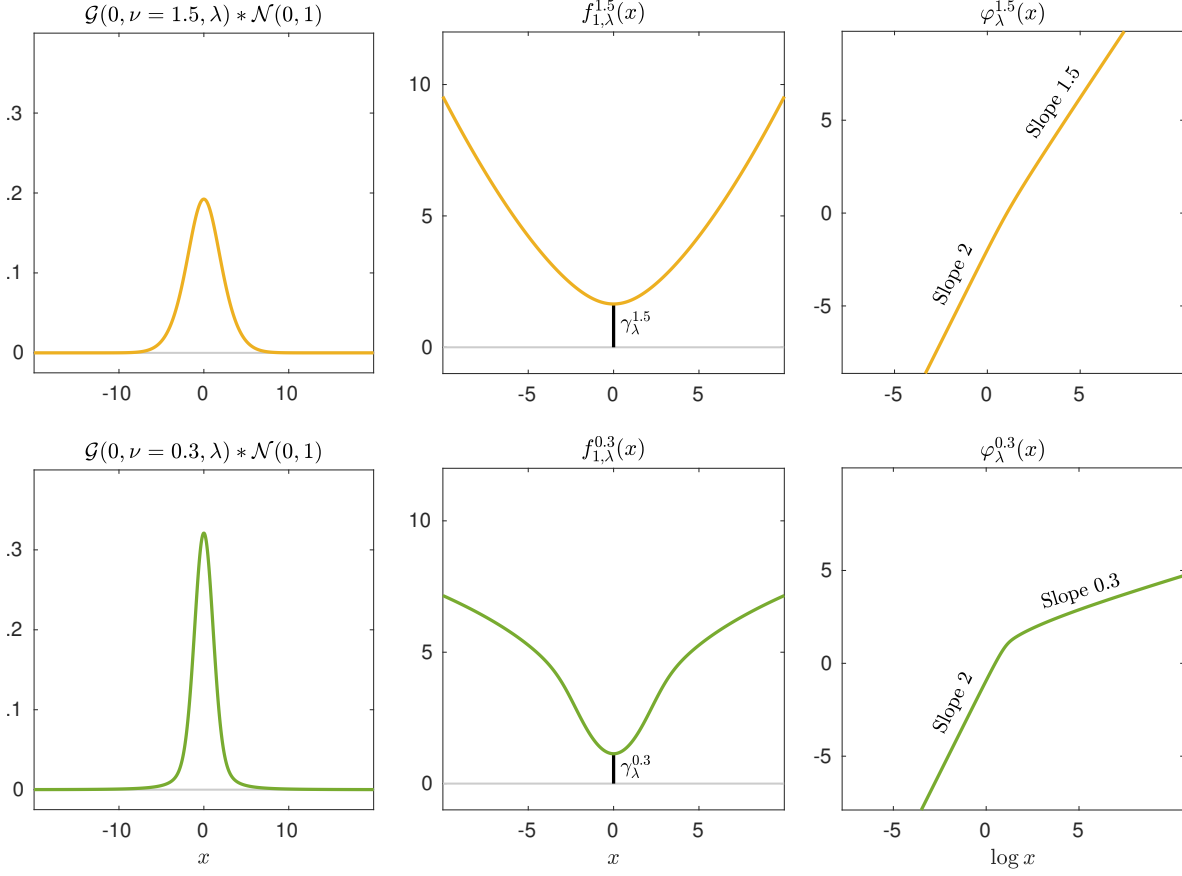 𝒢(0, ν = 1.5, λ) ∗ 𝒩(0, 1)
.3
.2
.1
0
-10 0 10
f^{1.5}_{1,λ}(x)
10
5
0
γ^{1.5}_λ
-5 0 5
φ^{1.5}_λ(x)
5
0
-5
Slope 1.5
Slope 2
-5 0 5
𝒢(0, ν = 0.3, λ) ∗ 𝒩(0, 1)
.3
.2
.1
0
-10 0 10
x
f^{0.3}_{1,λ}(x)
10
5
0
γ^{0.3}_λ
-5 0 5
x
φ^{0.3}_λ(x)
5
0
-5
Slope 0.3
Slope 2
-5 0 5
log x